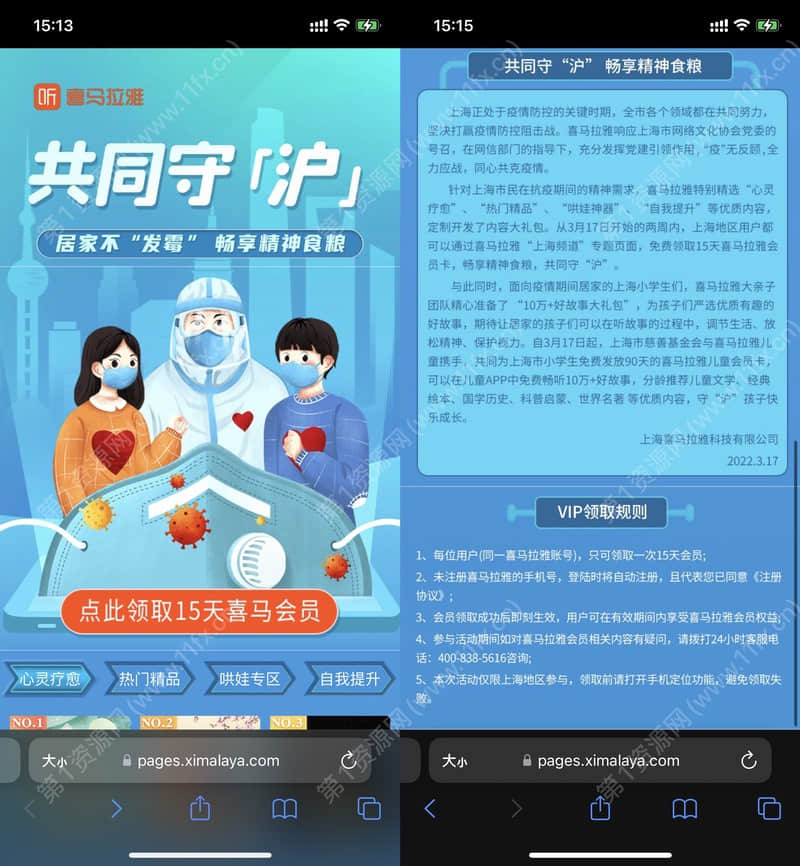 15:13
听 喜马拉雅
共同守「沪」
居家不“发霉” 畅享精神食粮
点此领取15天喜马会员
心灵疗愈
热门精品
哄娃专区
自我提升
NO.1
NO.2
NO.3
大小
pages.ximalaya.com
15:15
共同守“沪” 畅享精神食粮
上海正处于疫情防控的关键时期，全市各个领域都在共同努力，
坚决打赢疫情防控阻击战。喜马拉雅响应上海市网络文化协会党委的
号召，在网信部门的指导下，充分发挥党建引领作用，“疫”无反顾,全
力应战，同心共克疫情。
针对上海市民在抗疫期间的精神需求，喜马拉雅特别精选“心灵
疗愈”、“热门精品”、“哄娃神器”、“自我提升”等优质内容，
定制开发了内容大礼包。从3月17日开始的两周内，上海地区用户都
可以通过喜马拉雅“上海频道”专题页面，免费领取15天喜马拉雅会
员卡，畅享精神食粮，共同守“沪”。
与此同时，面向疫情期间居家的上海小学生们，喜马拉雅大亲子
团队精心准备了“10万+好故事大礼包”，为孩子们严选优质有趣的
好故事，期待让居家的孩子们可以在听故事的过程中，调节生活、放
松精神、保护视力。自3月17日起，上海市慈善基金会与喜马拉雅儿
童携手，共同为上海市小学生免费发放90天的喜马拉雅儿童会员卡，
可以在儿童APP中免费畅听10万+好故事，分龄推荐儿童文学、经典
绘本、国学历史、科普启蒙、世界名著等优质内容，守“沪”孩子快
乐成长。
上海喜马拉雅科技有限公司
2022.3.17
VIP领取规则
1、每位用户(同一喜马拉雅账号)，只可领取一次15天会员;
2、未注册喜马拉雅的手机号，登陆时将自动注册，且代表您已同意《注册
协议》;
3、会员领取成功后即刻生效，用户可在有效期间内享受喜马拉雅会员权益;
4、参与活动期间如对喜马拉雅会员相关内容有疑问，请拨打24小时客服电
话：400-838-5616咨询;
5、本次活动仅限上海地区参与，领取前请打开手机定位功能，避免领取失
败。
大小
pages.ximalaya.com
第1资源网(www.11fx.cn)